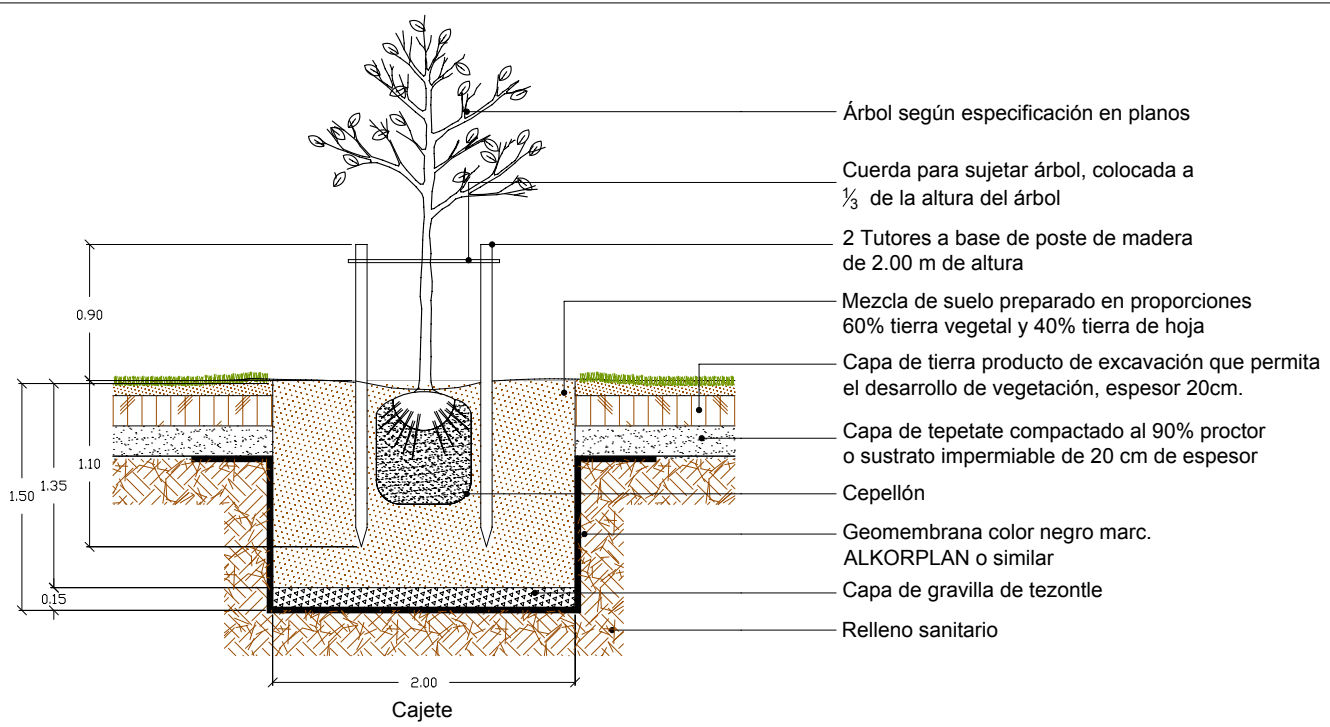 Árbol según especificación en planos
Cuerda para sujetar árbol, colocada a
⅓ de la altura del árbol
2 Tutores a base de poste de madera
de 2.00 m de altura
Mezcla de suelo preparado en proporciones
60% tierra vegetal y 40% tierra de hoja
Capa de tierra producto de excavación que permita
el desarrollo de vegetación, espesor 20cm.
Capa de tepetate compactado al 90% proctor
o sustrato impermiable de 20 cm de espesor
Cepellón
Geomembrana color negro marc.
ALKORPLAN o similar
Capa de gravilla de tezontle
Relleno sanitario
0.90
1.10
1.50
1.35
0.15
2.00
Cajete